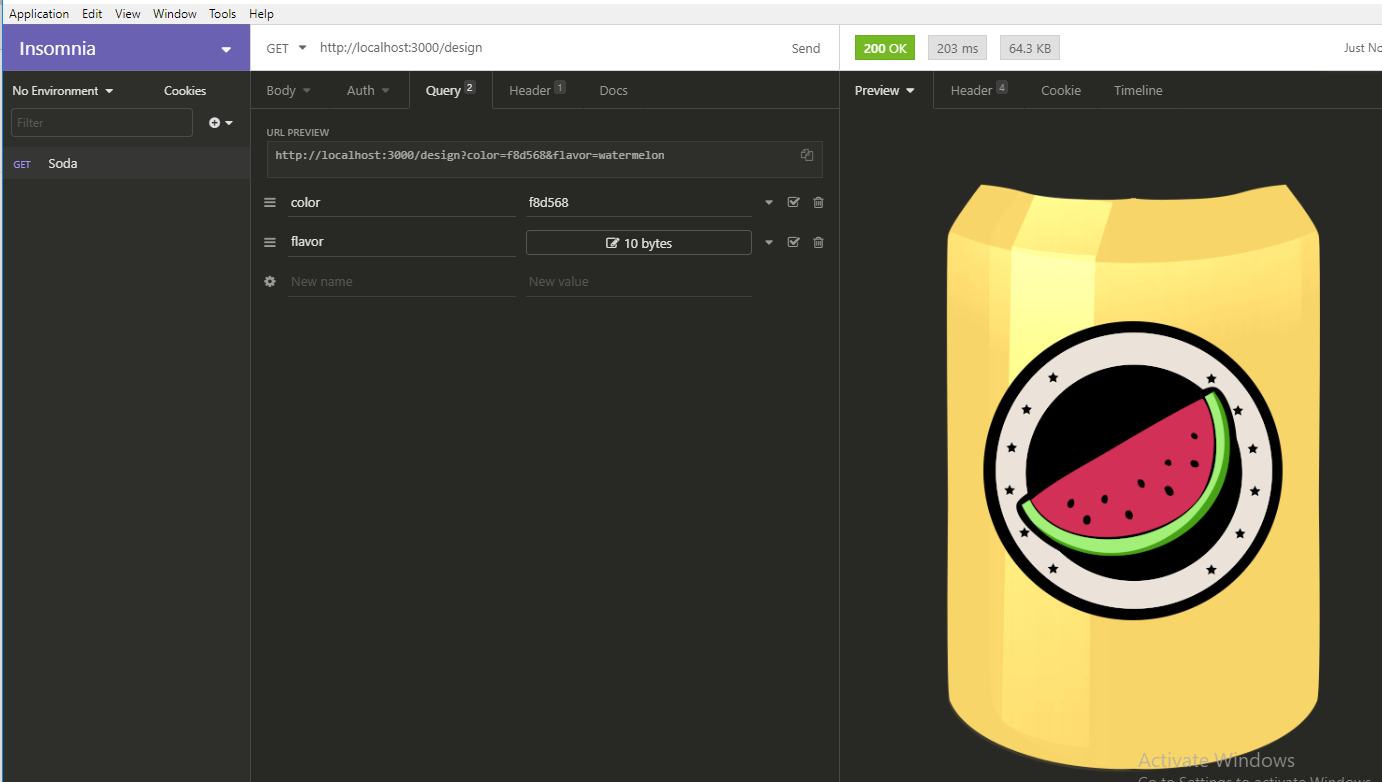 Application Edit View Window Tools Help
Insomnia
GET http://localhost:3000/design Send
200 OK 203 ms 64.3 KB Just No
No Environment Cookies
Body Auth Query 2 Header 1 Docs
Preview Header 4 Cookie Timeline
Filter
GET Soda
URL PREVIEW
http://localhost:3000/design?color=f8d568&flavor=watermelon
color f8d568
flavor 10 bytes
New name New value
Activate Windows
Go to Settings to activate Windows